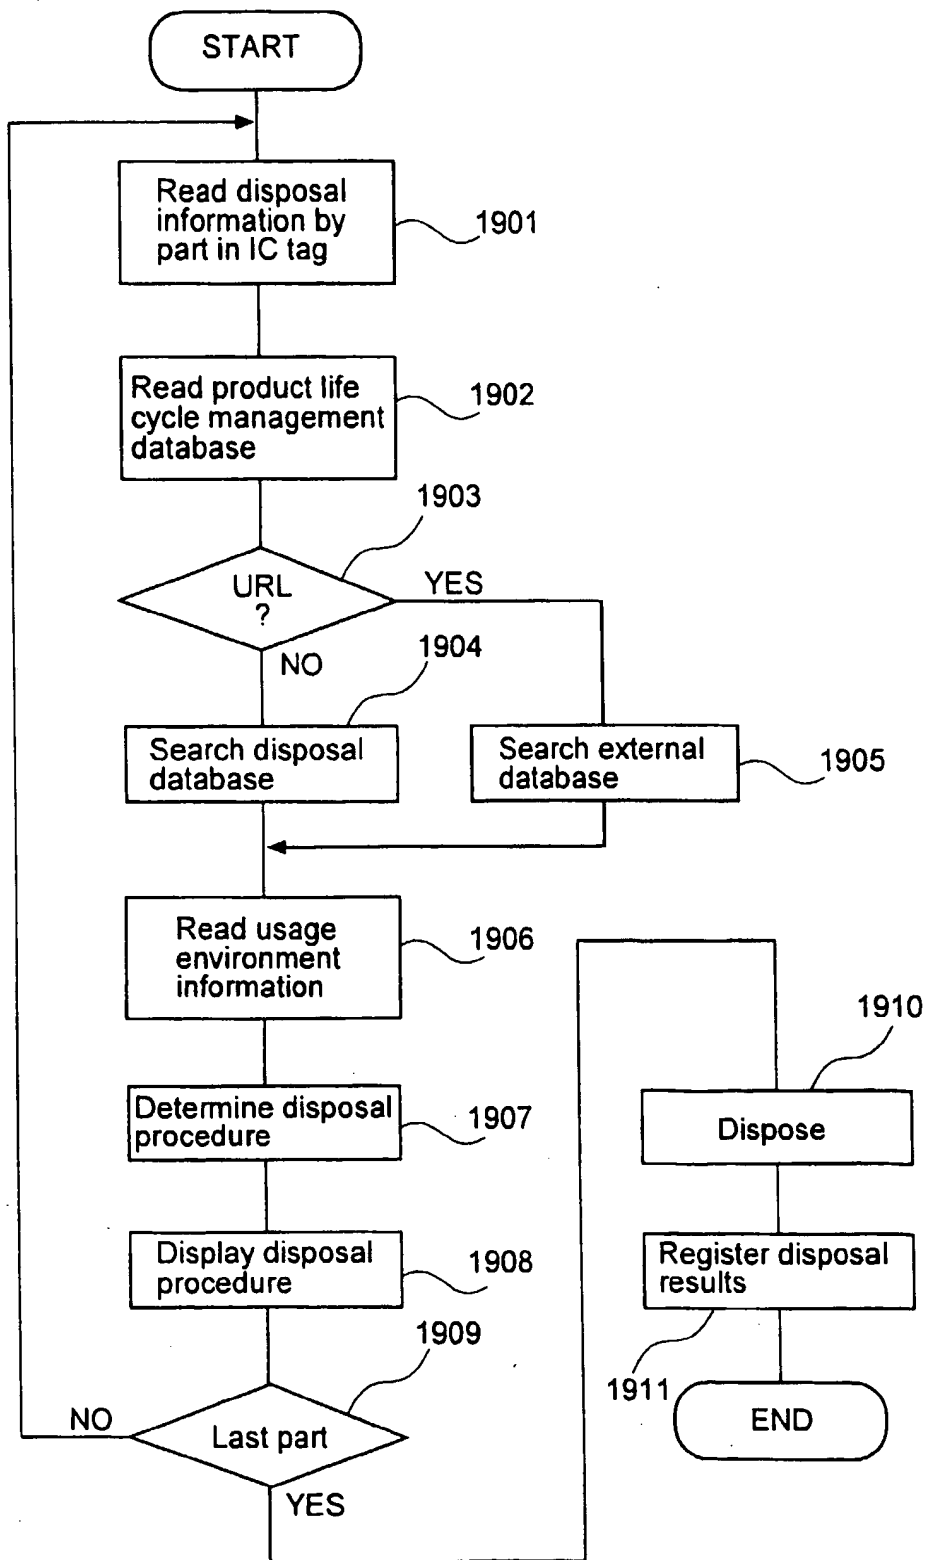 START
Read disposal
information by
part in IC tag
1901
Read product life
cycle management
database
1902
1903
URL
?
YES
NO
1904
Search disposal
database
Search external
database
1905
Read usage
environment
information
1906
Determine disposal
procedure
1907
Display disposal
procedure
1908
1909
Last part
NO
YES
1910
Dispose
Register disposal
results
1911
END